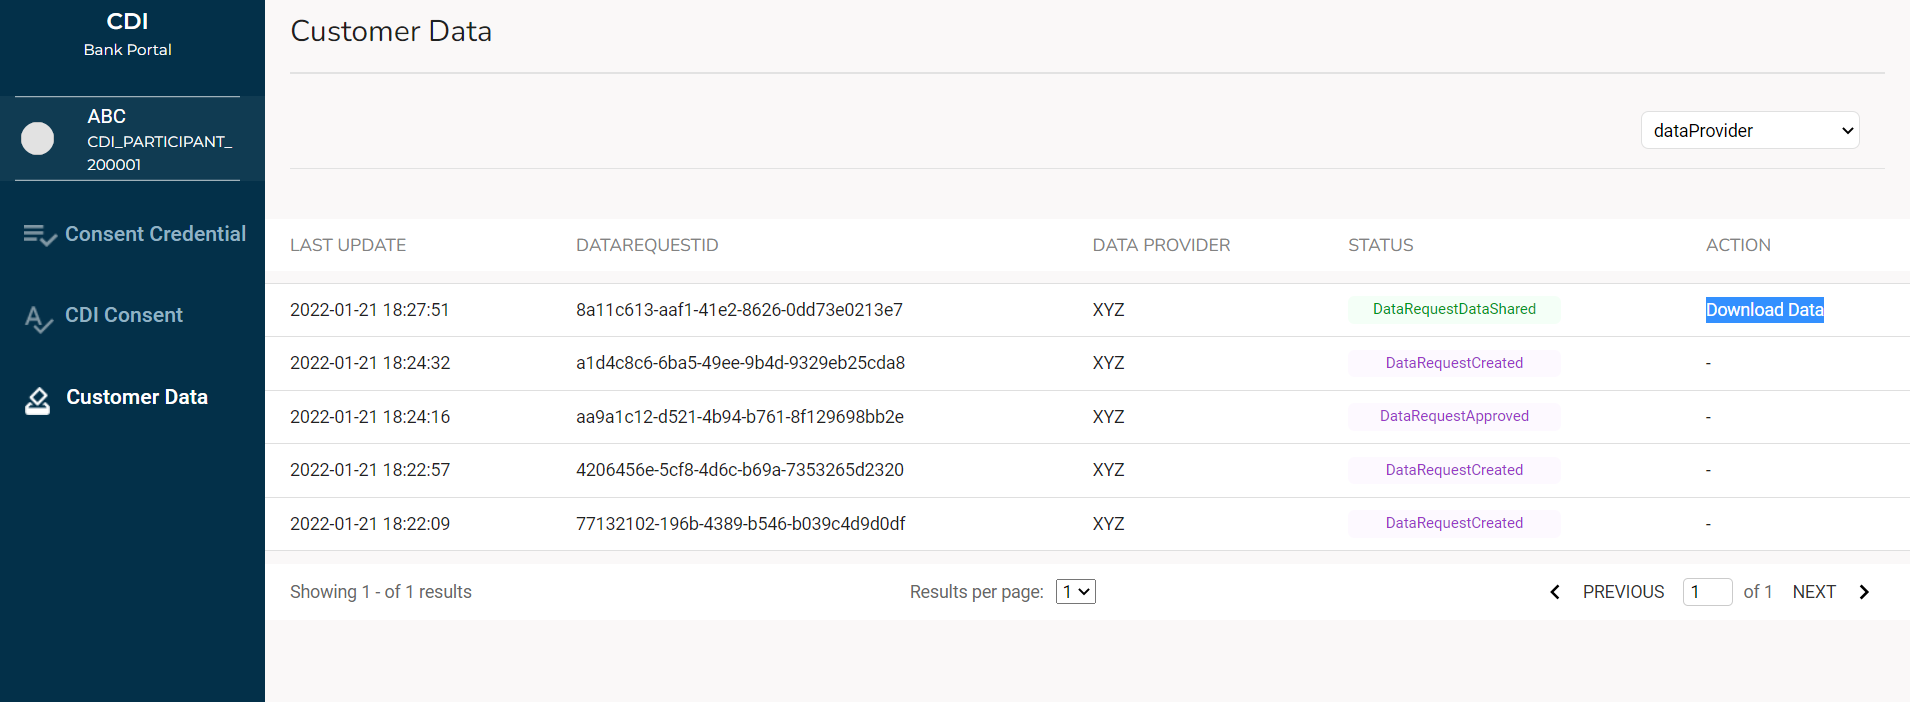 CDI
Bank Portal
ABC
CDI_PARTICIPANT_
200001
Consent Credential
CDI Consent
Customer Data
Customer Data
dataProvider
LAST UPDATE DATAREQUESTID DATA PROVIDER STATUS ACTION
2022-01-21 18:27:51 8a11c613-aaf1-41e2-8626-0dd73e0213e7 XYZ DataRequestDataShared Download Data
2022-01-21 18:24:32 a1d4c8c6-6ba5-49ee-9b4d-9329eb25cda8 XYZ DataRequestCreated -
2022-01-21 18:24:16 aa9a1c12-d521-4b94-b761-8f129698bb2e XYZ DataRequestApproved -
2022-01-21 18:22:57 4206456e-5cf8-4d6c-b69a-7353265d2320 XYZ DataRequestCreated -
2022-01-21 18:22:09 77132102-196b-4389-b546-b039c4d9d0df XYZ DataRequestCreated -
Showing 1 - of 1 results Results per page: 1 PREVIOUS 1 of 1 NEXT